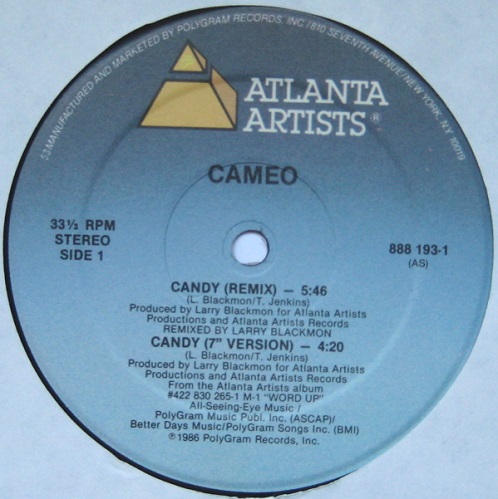 MANUFACTURED AND MARKETED BY POLYGRAM RECORDS, INC./810 SEVENTH AVENUE/NEW YORK, N.Y. 10019
ATLANTA
ARTISTS®
CAMEO
33⅓ RPM
STEREO
SIDE 1
888 193-1
(AS)
CANDY (REMIX) — 5:46
(L. Blackmon/T. Jenkins)
Produced by Larry Blackmon for Atlanta Artists
Productions and Atlanta Artists Records
REMIXED BY LARRY BLACKMON
CANDY (7" VERSION) — 4:20
(L. Blackmon/T. Jenkins)
Produced by Larry Blackmon for Atlanta Artists
Productions and Atlanta Artists Records
From the Atlanta Artists album
#422 830 265-1 M-1 "WORD UP"
All-Seeing-Eye Music /
PolyGram Music Publ. Inc. (ASCAP)/
Better Days Music/PolyGram Songs Inc. (BMI)
℗1986 PolyGram Records, Inc.